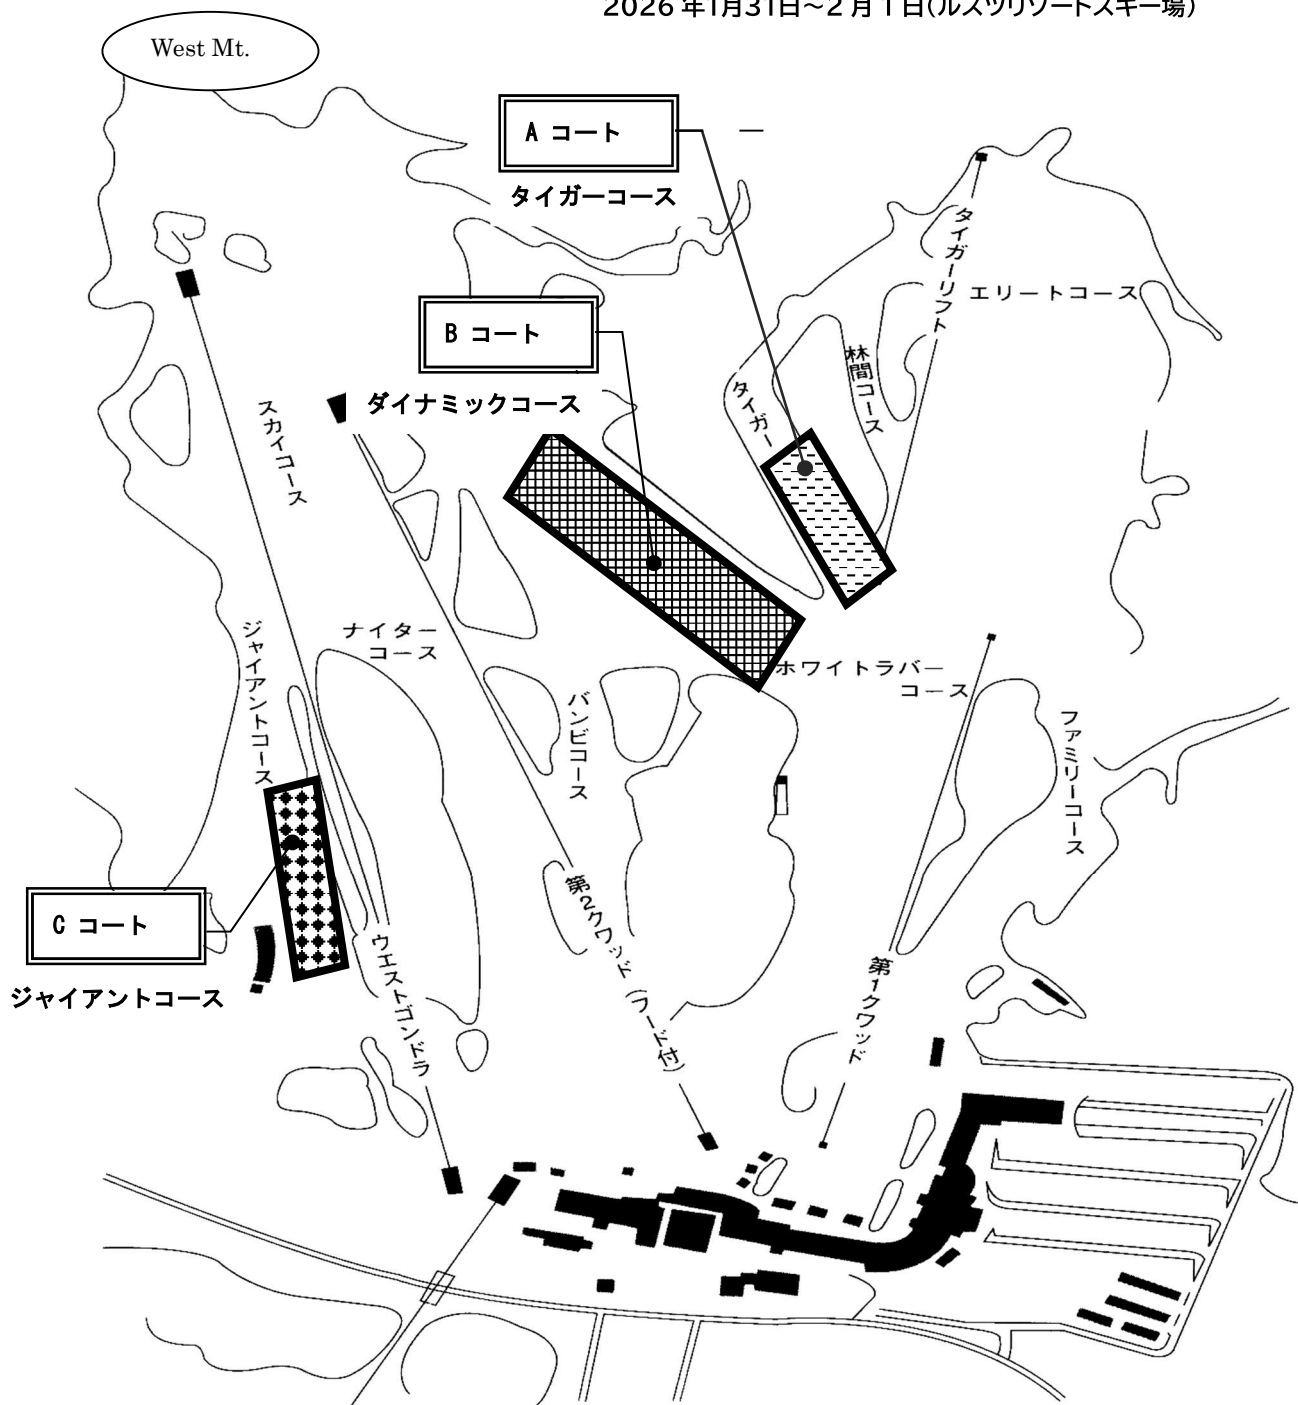 2026 年1月31日～2 月 1 日(ルスツリゾートスキー場)
West Mt.
A コート
タイガーコース
タイガーリフト
エリートコース
B コート
林間コース
タイガー
ダイナミックコース
スカイコース
ジャイアントコース
ナイター
コース
ホワイトラバー
コース
バンビコース
ファミリーコース
C コート
ジャイアントコース
第2クワッド(フード付)
ウエストゴンドラ
第1クワッド